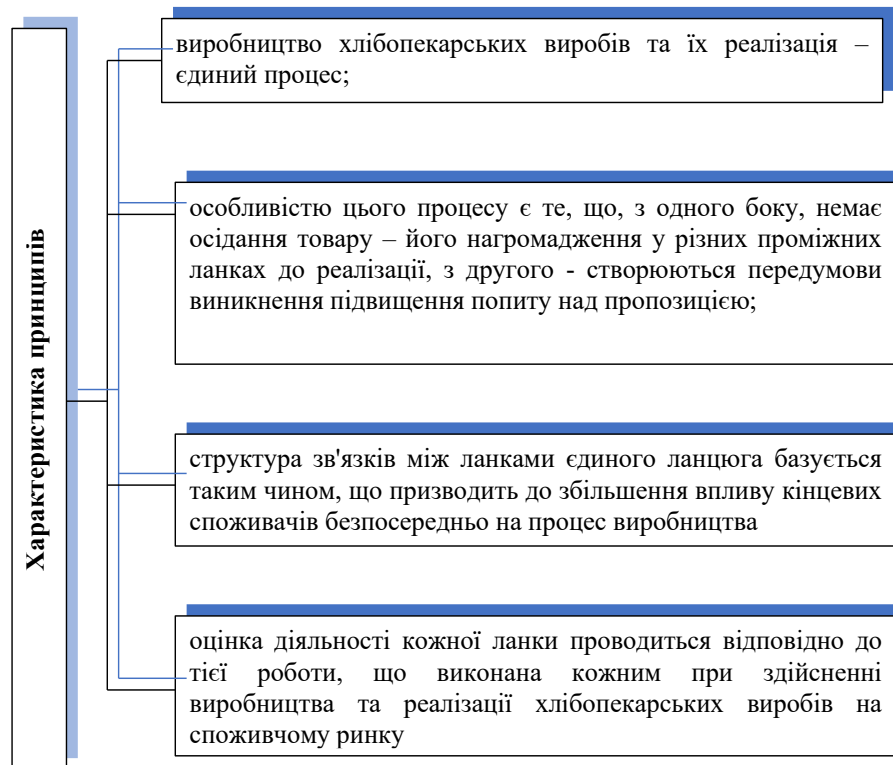 Характеристика принципів
виробництво хлібопекарських виробів та їх реалізація –
єдиний процес;
особливістю цього процесу є те, що, з одного боку, немає
осідання товару – його нагромадження у різних проміжних
ланках до реалізації, з другого - створюються передумови
виникнення підвищення попиту над пропозицією;
структура зв'язків між ланками єдиного ланцюга базується
таким чином, що призводить до збільшення впливу кінцевих
споживачів безпосередньо на процес виробництва
оцінка діяльності кожної ланки проводиться відповідно до
тієї роботи, що виконана кожним при здійсненні
виробництва та реалізації хлібопекарських виробів на
споживчому ринку